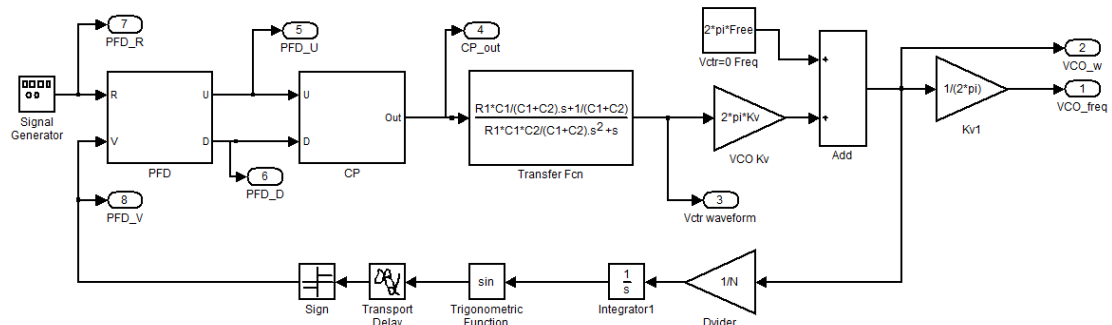 7
PFD_R
5
PFD_U
4
CP_out
2*pi*Free
Vctr=0 Freq
2
VCO_w
Signal
Generator
R
V
U
D
PFD
U
D
Out
CP
R1*C1/(C1+C2).s+1/(C1+C2)
R1*C1*C2/(C1+C2).s²+s
Transfer Fcn
2*pi*Kv
VCO Kv
+
+
Add
1/(2*pi)
Kv1
1
VCO_freq
6
PFD_D
8
PFD_V
3
Vctr waveform
Sign
Transport
Delay
sin
Trigonometric
Function
1
s
Integrator1
1/N
Dvider